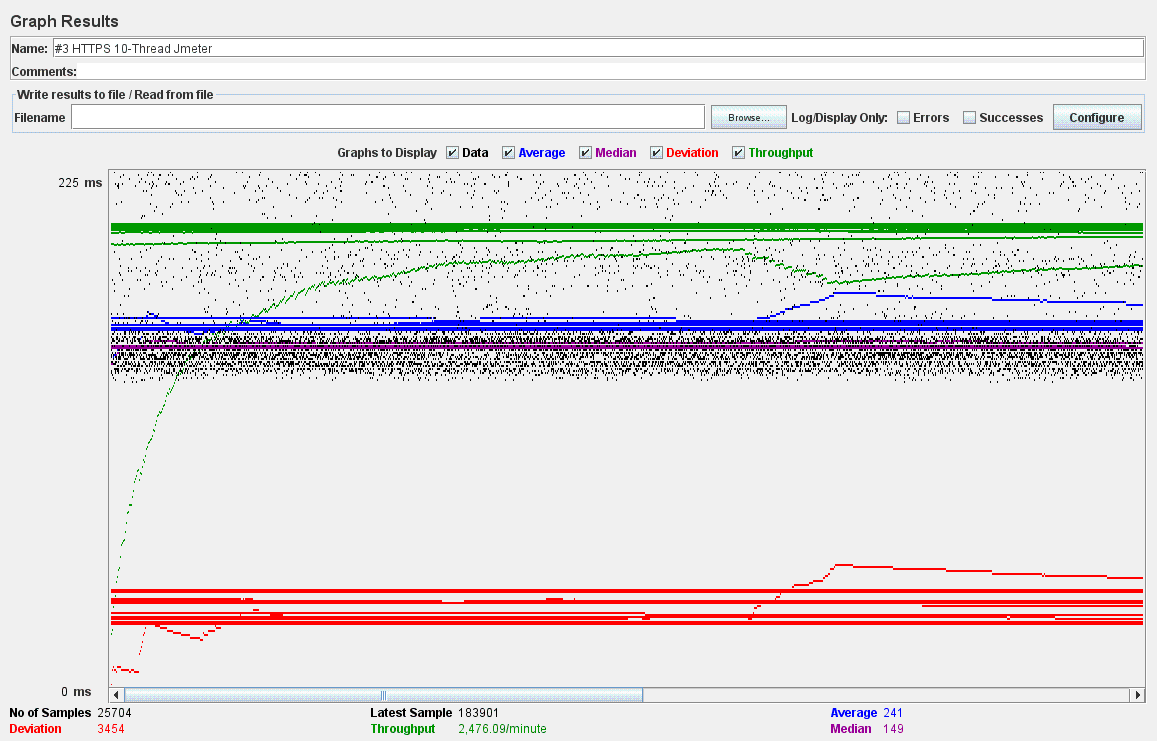 Graph Results
Name: #3 HTTPS 10-Thread Jmeter
Comments:
Write results to file / Read from file
Filename Browse... Log/Display Only: Errors Successes Configure
Graphs to Display Data Average Median Deviation Throughput
225 ms
0 ms
No of Samples 25704 Latest Sample 183901 Average 241
Deviation 3454 Throughput 2,476.09/minute Median 149